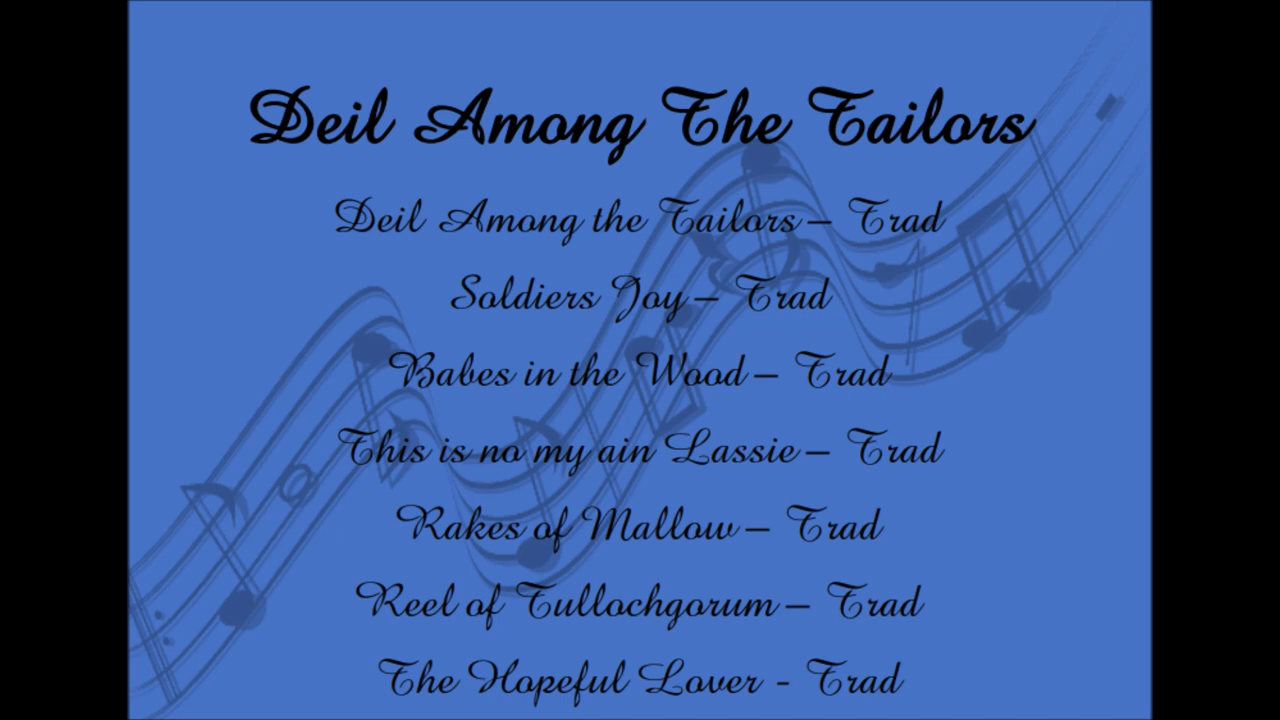 Deil Among The Tailors
Deil Among the Tailors – Trad
Soldiers Joy – Trad
Babes in the Wood – Trad
This is no my ain Lassie – Trad
Rakes of Mallow – Trad
Reel of Tullochgorum – Trad
The Hopeful Lover - Trad